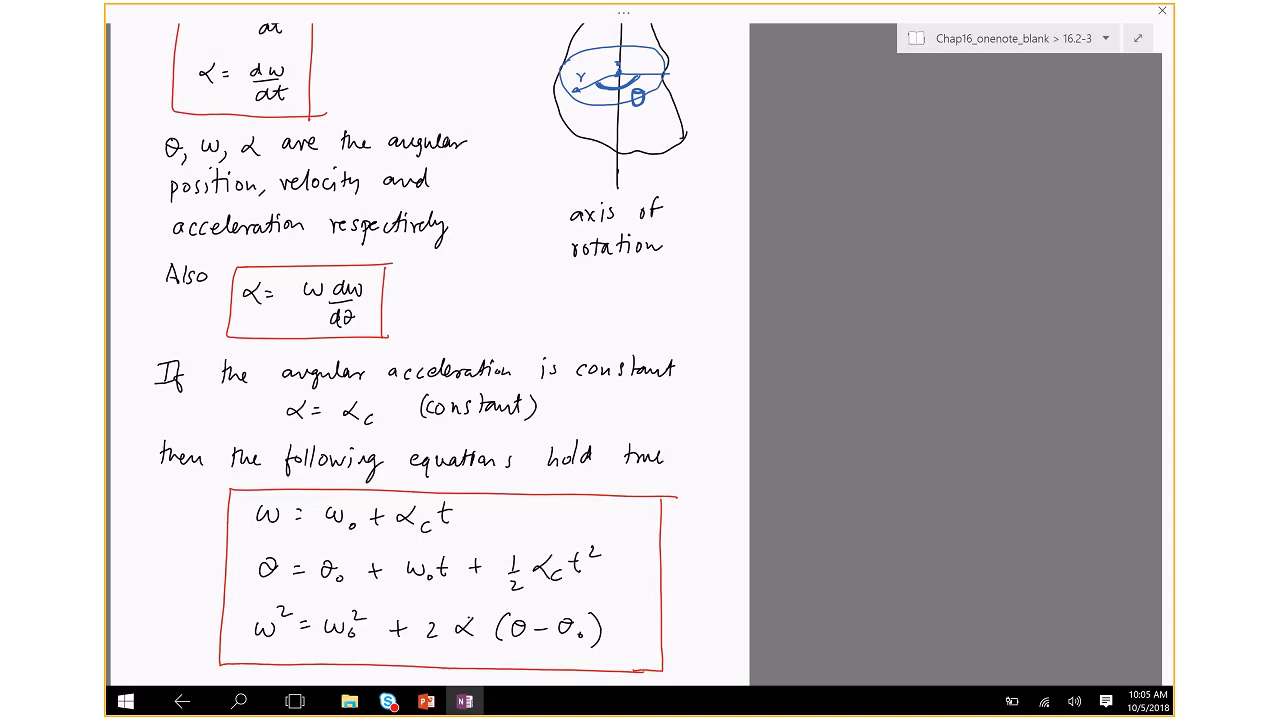 dt
α = dω/dt
r
θ
θ, ω, α are the angular
position, velocity and
acceleration respectively
axis of
rotation
Also α = ω dω/dθ
If the angular acceleration is constant
α = αc (constant)
then the following equations hold true
ω = ω₀ + αc t
θ = θ₀ + ω₀t + 1/2 αc t²
ω² = ω₀² + 2 α (θ - θ₀)
Chap16_onenote_blank > 16.2-3
10:05 AM
10/5/2018